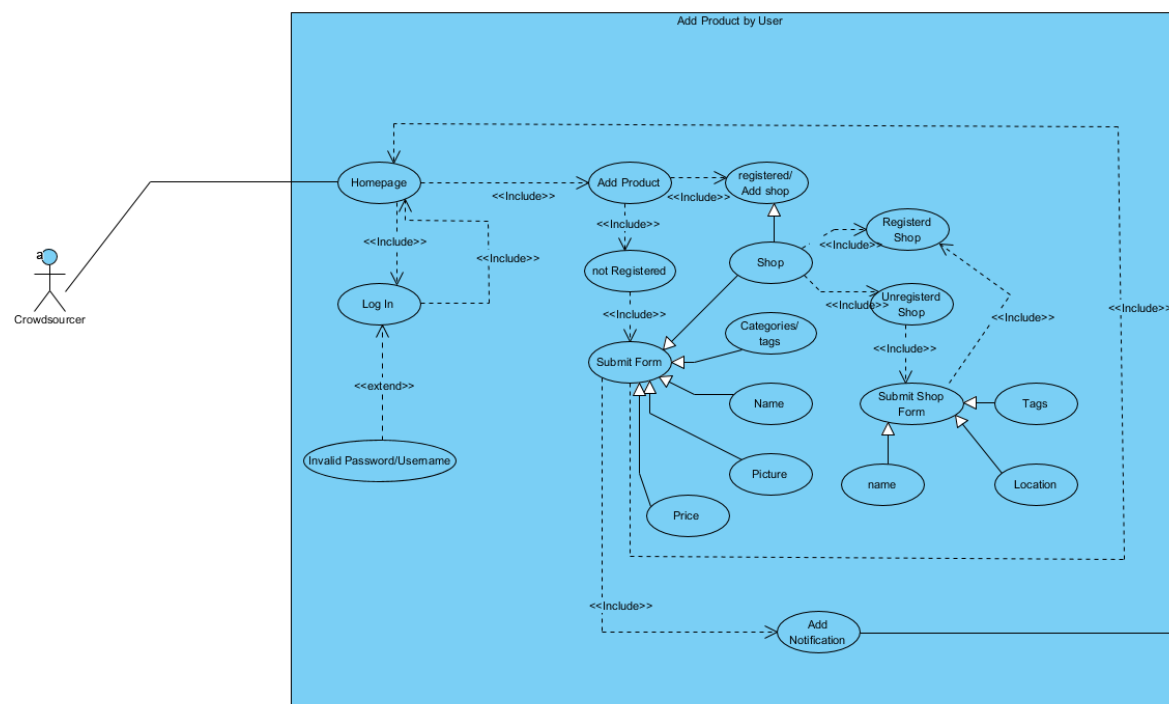 Add Product by User
Homepage
<<Include>>
Add Product
<<Include>>
registered/
Add shop
Registerd
Shop
<<Include>>
<<Include>>
<<Include>>
not Registered
Shop
a
Crowdsourcer
Log In
<<Include>>
Unregisterd
Shop
<<Include>>
<<Include>>
<<Include>>
Categories/
tags
<<Include>>
Submit Form
<<extend>>
Name
Submit Shop
Form
Tags
Invalid Password/Username
Picture
name
Location
Price
<<Include>>
Add
Notification